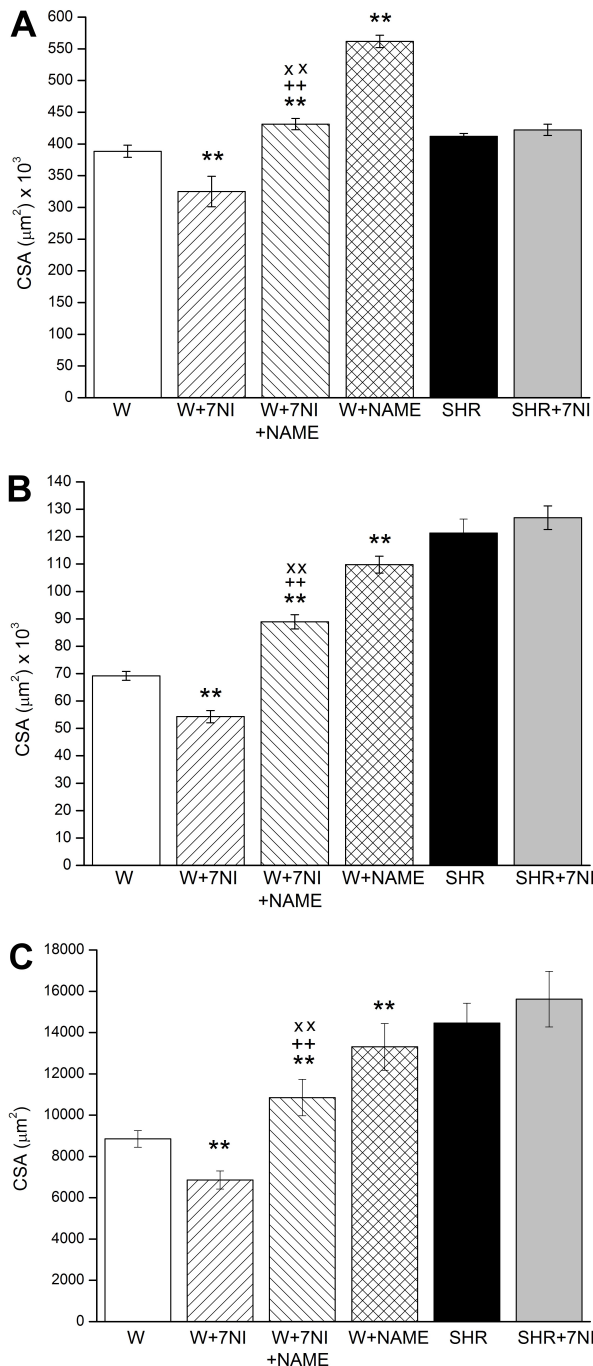 A
600
550
500
450
400
350
300
250
200
150
100
50
0
CSA (μm²) x 10³
**
x x
++
**
**
W
W+7NI
W+7NI
+NAME
W+NAME
SHR
SHR+7NI
B
140
130
120
110
100
90
80
70
60
50
40
30
20
10
0
CSA (μm²) x 10³
**
xx
++
**
**
W
W+7NI
W+7NI
+NAME
W+NAME
SHR
SHR+7NI
C
18000
16000
14000
12000
10000
8000
6000
4000
2000
0
CSA (μm²)
**
xx
++
**
**
W
W+7NI
W+7NI
+NAME
W+NAME
SHR
SHR+7NI